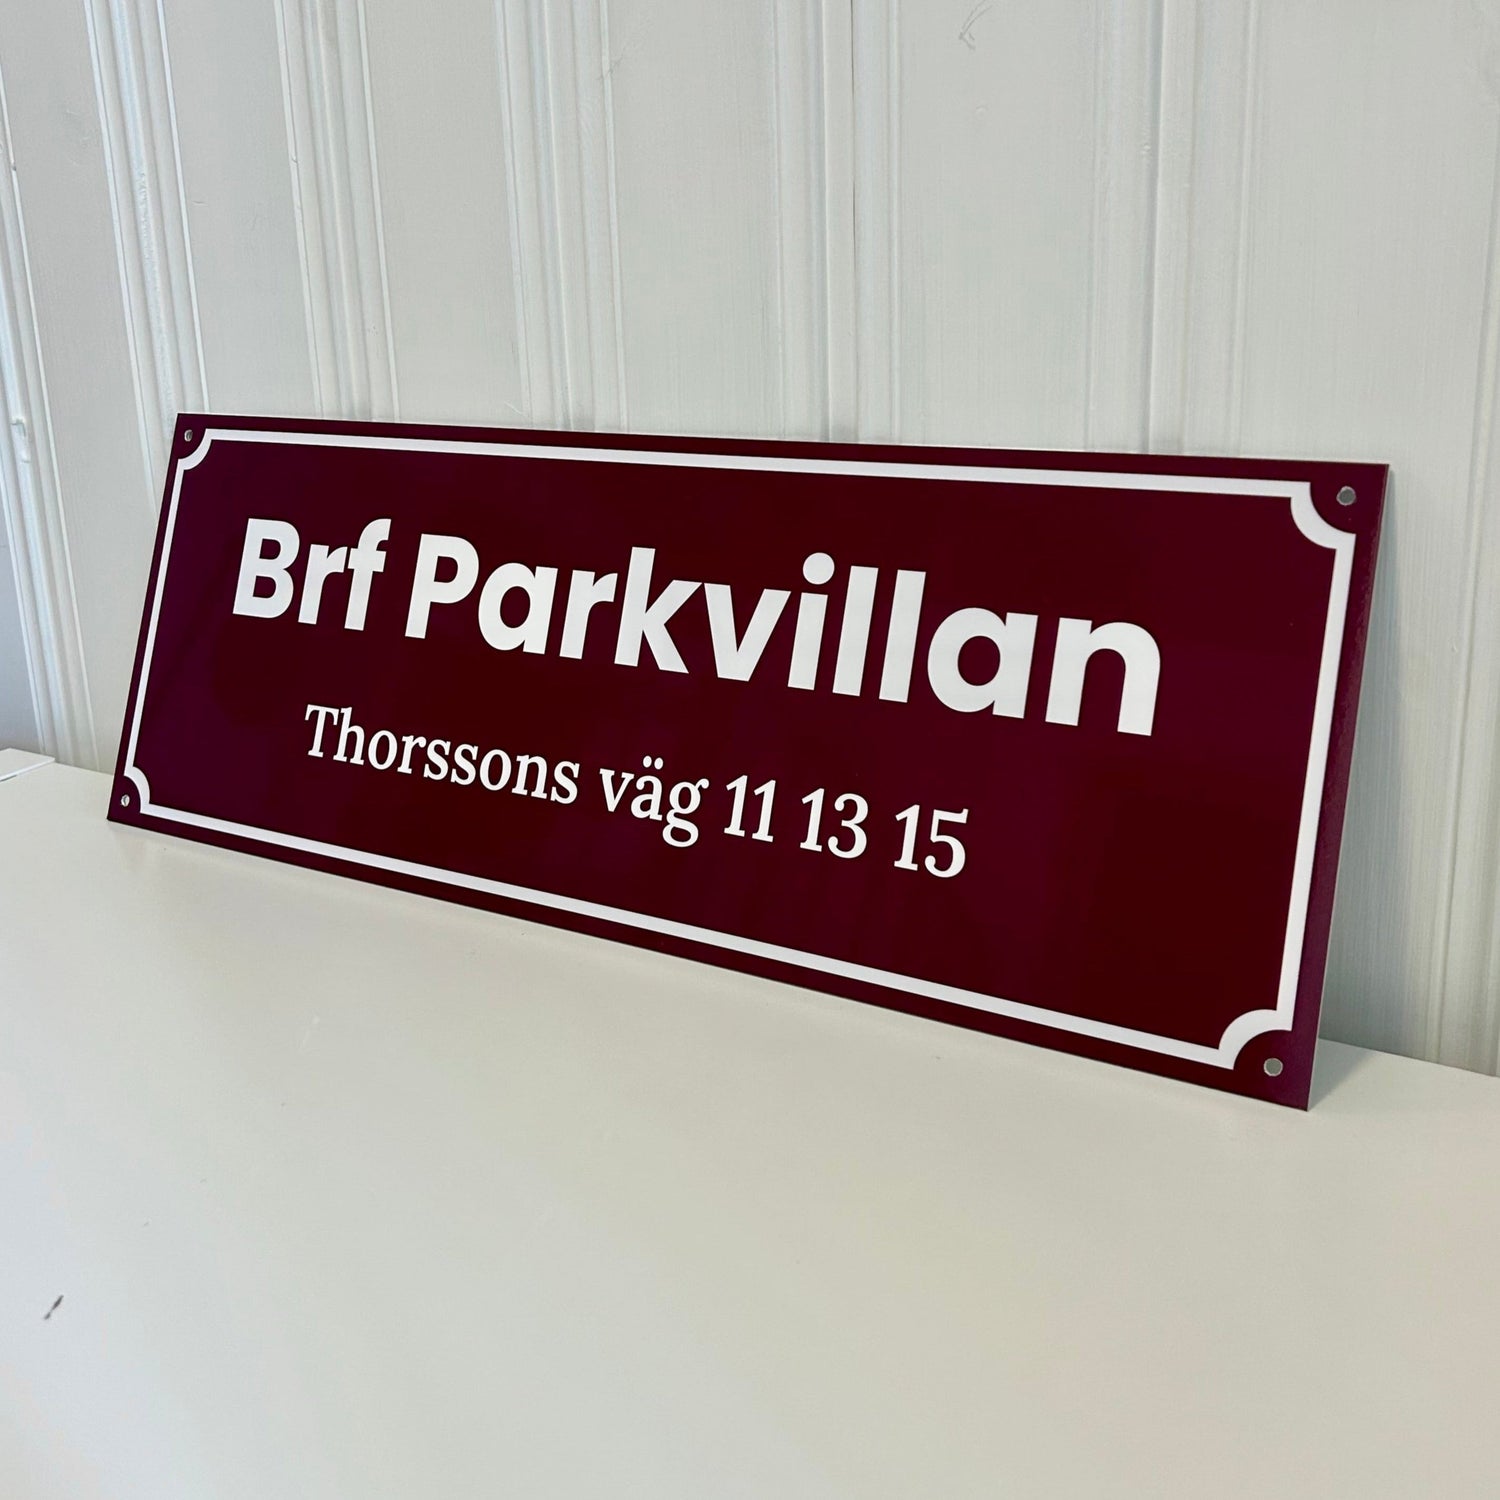 Brf Parkvillan
Thorssons väg 11 13 15